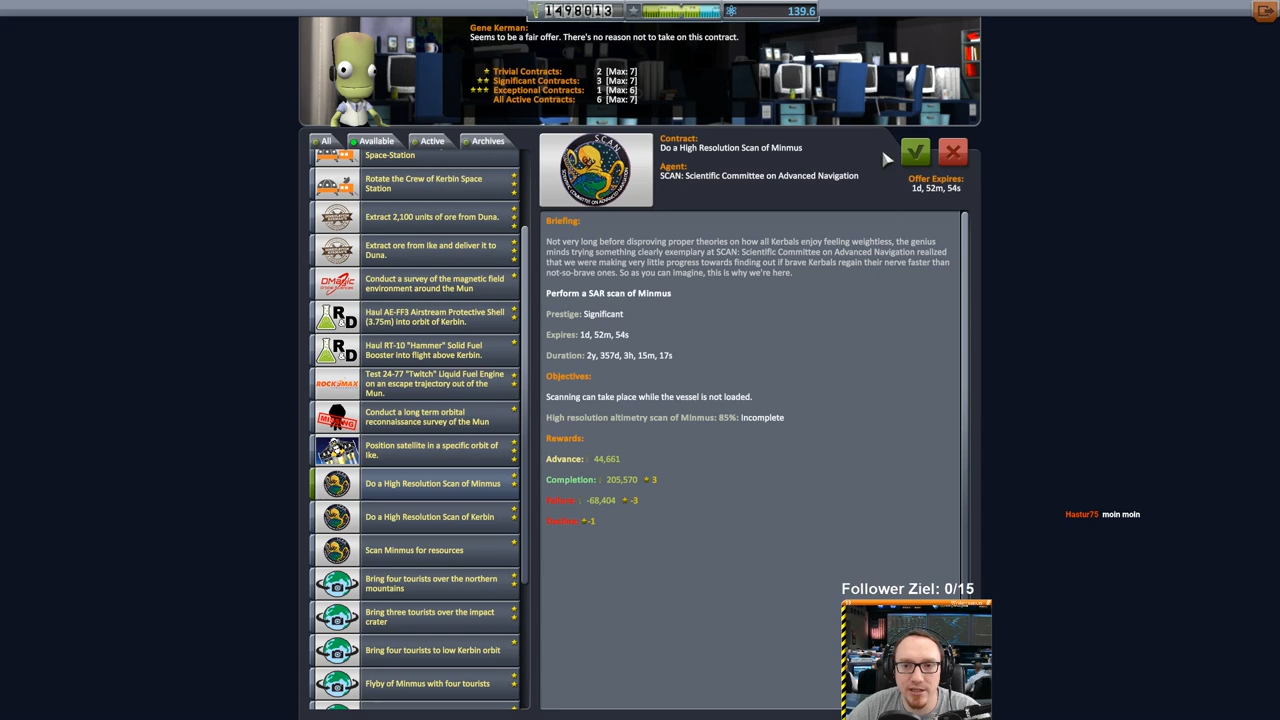 1498013
139.6
Gene Kerman:
Seems to be a fair offer. There's no reason not to take on this contract.
Trivial Contracts: 2 [Max: 7]
Significant Contracts: 3 [Max: 7]
Exceptional Contracts: 1 [Max: 6]
All Active Contracts: 6 [Max: 7]
All
Available
Active
Archives
Space-Station
Rotate the Crew of Kerbin Space
Station
Extract 2,100 units of ore from Duna.
Extract ore from Ike and deliver it to
Duna.
Conduct a survey of the magnetic field
environment around the Mun
R&D
Haul AE-FF3 Airstream Protective Shell
(3.75m) into orbit of Kerbin.
R&D
Haul RT-10 "Hammer" Solid Fuel
Booster into flight above Kerbin.
ROCKOMAX
Test 24-77 "Twitch" Liquid Fuel Engine
on an escape trajectory out of the
Mun.
Conduct a long term orbital
reconnaissance survey of the Mun
Position satellite in a specific orbit of
Ike.
Do a High Resolution Scan of Minmus
Do a High Resolution Scan of Kerbin
Scan Minmus for resources
Bring four tourists over the northern
mountains
Bring three tourists over the impact
crater
Bring four tourists to low Kerbin orbit
Flyby of Minmus with four tourists
Contract:
Do a High Resolution Scan of Minmus
Agent:
SCAN: Scientific Committee on Advanced Navigation
Offer Expires:
1d, 52m, 54s
Briefing:
Not very long before disproving proper theories on how all Kerbals enjoy feeling weightless, the genius
minds trying something clearly exemplary at SCAN: Scientific Committee on Advanced Navigation realized
that we were making very little progress towards finding out if brave Kerbals regain their nerve faster than
not-so-brave ones. So as you can imagine, this is why we're here.
Perform a SAR scan of Minmus
Prestige: Significant
Expires: 1d, 52m, 54s
Duration: 2y, 357d, 3h, 15m, 17s
Objectives:
Scanning can take place while the vessel is not loaded.
High resolution altimetry scan of Minmus: 85%: Incomplete
Rewards:
Advance: 44,661
Completion: 205,570 3
Failure: -68,404 -3
-1
Hastur75 moin moin
Follower Ziel: 0/15